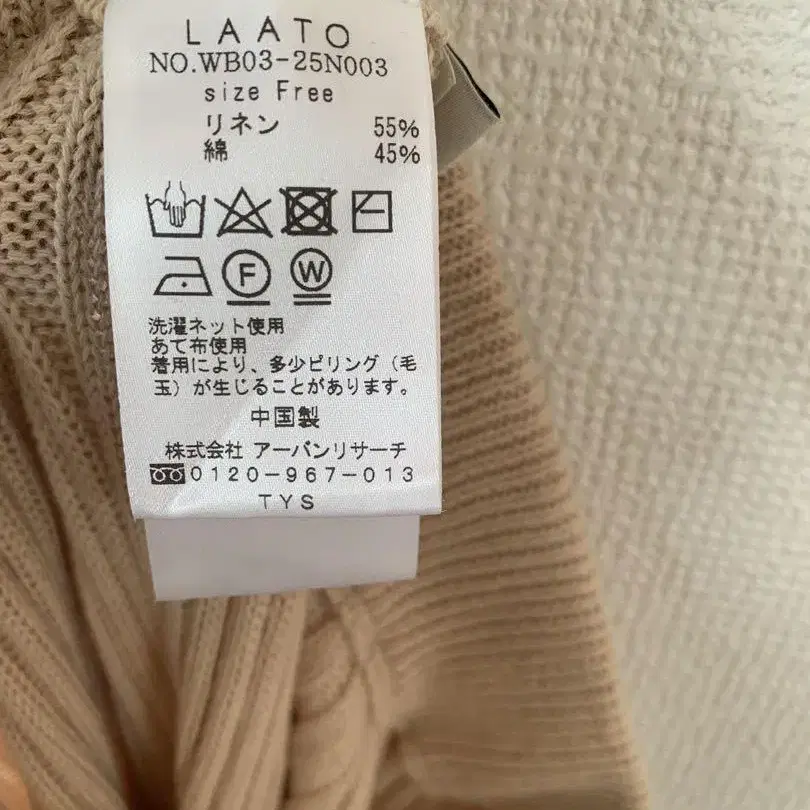 LAATO
NO.WB03-25N003
size Free
リネン 55%
綿 45%
F W
洗濯ネット使用
あて布使用
着用により、多少ピリング（毛
玉）が生じることがあります。
中国製
株式会社 アーバンリサーチ
0120-967-013
TYS